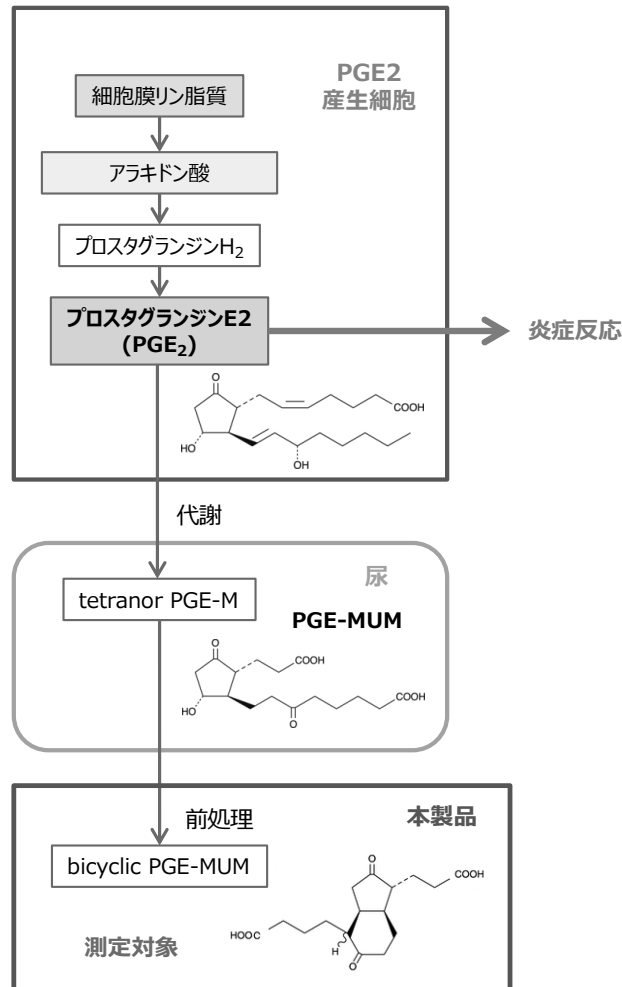 PGE2
産生細胞
細胞膜リン脂質
アラキドン酸
プロスタグランジンH₂
プロスタグランジンE2
(PGE₂)
炎症反応
O
COOH
HO
OH
代謝
尿
tetranor PGE-M
PGE-MUM
O
COOH
COOH
HO
O
前処理
本製品
bicyclic PGE-MUM
O
COOH
HOOC
H
O
測定対象